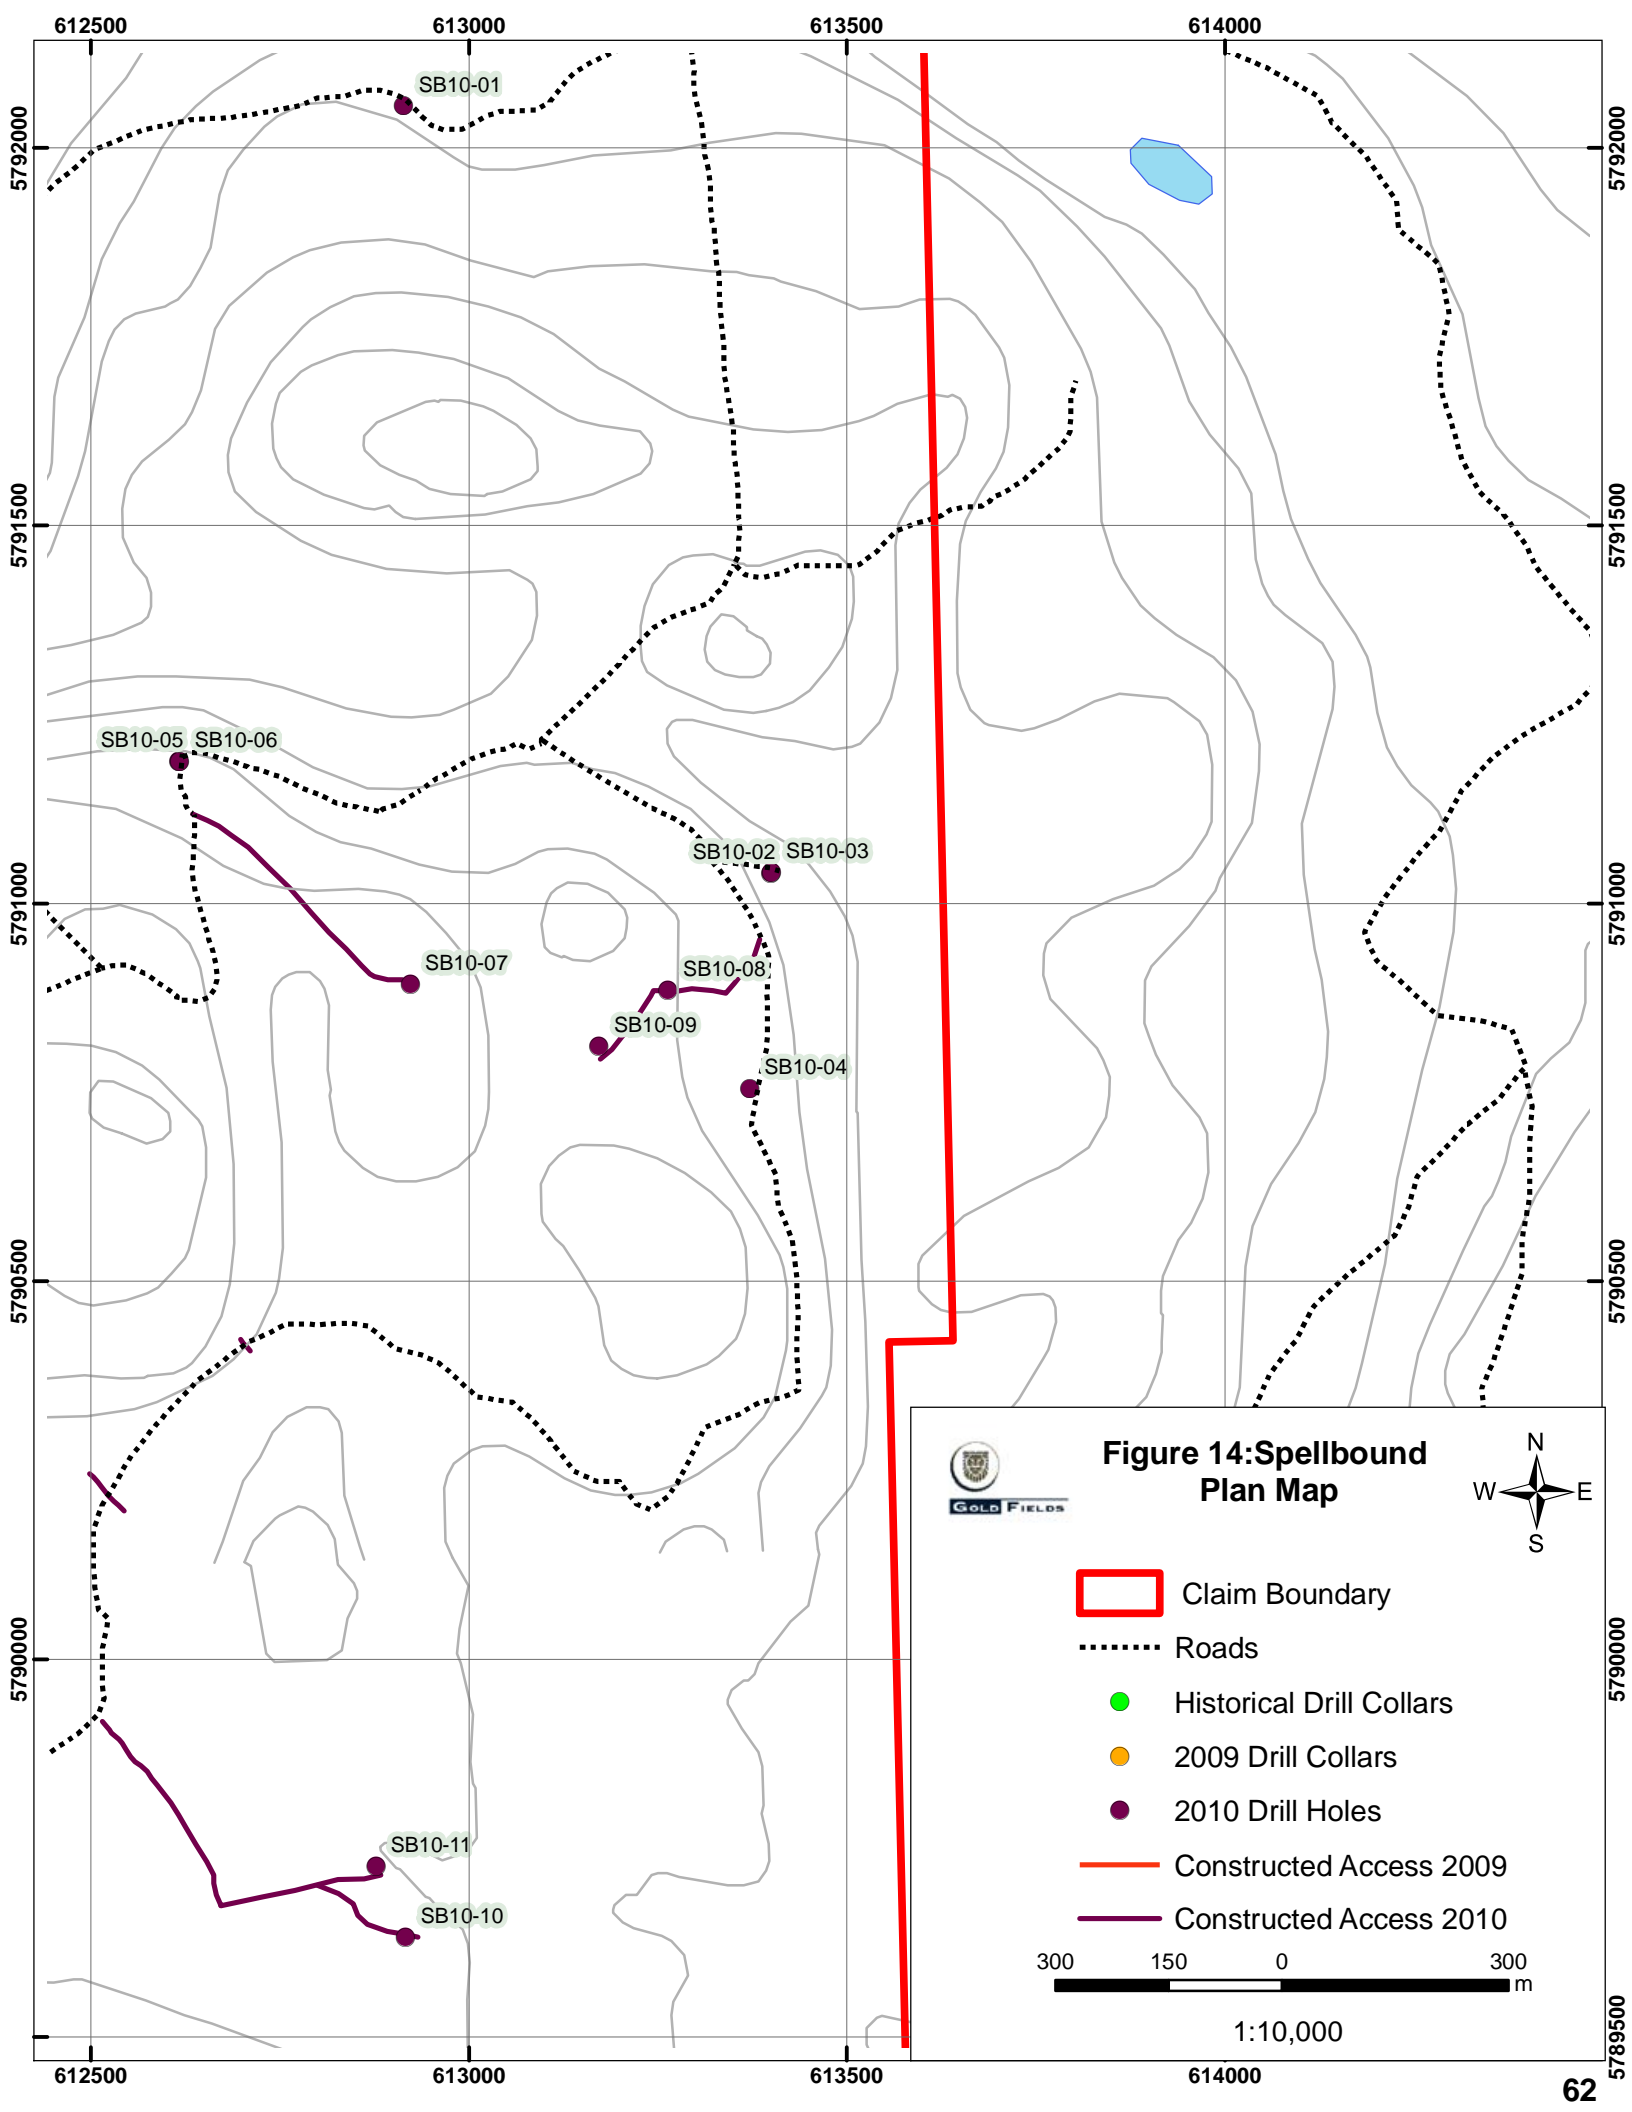 612500 613000 613500 614000
SB10-01
5792000 5792000
5791500 5791500
SB10-05 SB10-06
SB10-02 SB10-03
5791000 5791000
SB10-07
SB10-08
SB10-09
SB10-04
5790500 5790500
Figure 14:Spellbound
Plan Map
GOLD FIELDS
N
W E
S
Claim Boundary
Roads
5790000 5790000
Historical Drill Collars
2009 Drill Collars
2010 Drill Holes
SB10-11
Constructed Access 2009
SB10-10
Constructed Access 2010
300 150 0 300
m
1:10,000
5789500
612500 613000 613500 614000
62